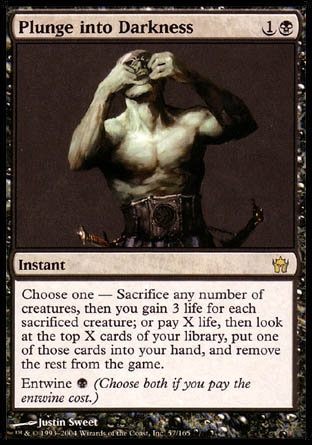 Plunge into Darkness 1
Instant
Choose one — Sacrifice any number of
creatures, then you gain 3 life for each
sacrificed creature; or pay X life, then look
at the top X cards of your library, put one
of those cards into your hand, and remove
the rest from the game.
Entwine (Choose both if you pay the
entwine cost.)
Justin Sweet
™ & © 1993–2004 Wizards of the Coast, Inc. 57/165